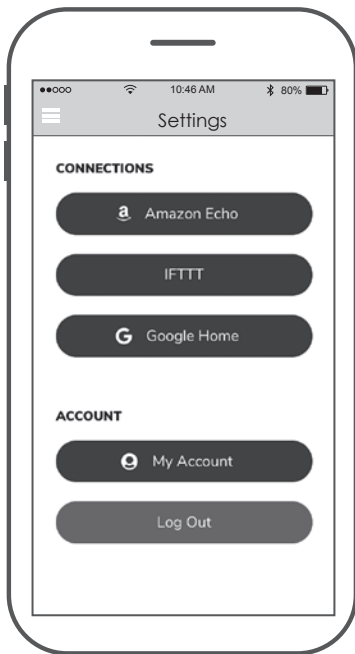 10:46 AM 80%
Settings
CONNECTIONS
a Amazon Echo
IFTTT
G Google Home
ACCOUNT
My Account
Log Out